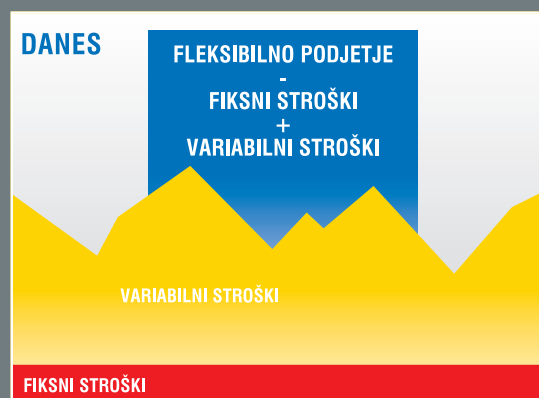 DANES
FLEKSIBILNO PODJETJE
-
FIKSNI STROŠKI
+
VARIABILNI STROŠKI
VARIABILNI STROŠKI
FIKSNI STROŠKI